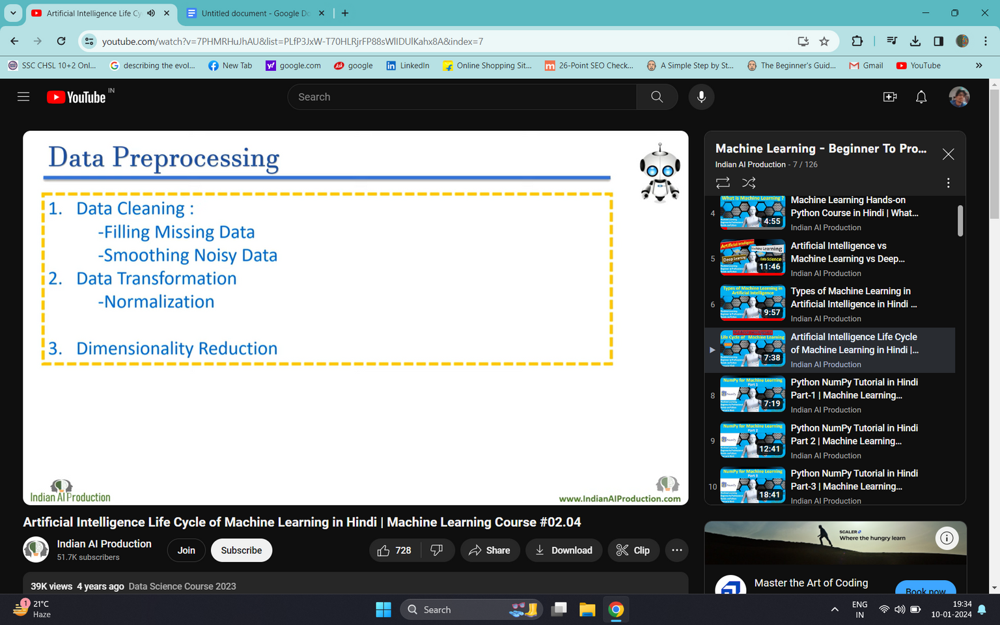 Artificial Intelligence Life Cy
Untitled document - Google Do
youtube.com/watch?v=7PHMRHuJhAU&list=PLfP3JxW-T70HLRjrFP88sWlIDUlKahx8A&index=7
SSC CHSL 10+2 Onl...
describing the evol...
New Tab
google.com
google
LinkedIn
Online Shopping Sit...
26-Point SEO Check...
A Simple Step by St...
The Beginner's Guid...
Gmail
YouTube
YouTube IN
Search
Data Preprocessing
1. Data Cleaning :
-Filling Missing Data
-Smoothing Noisy Data
2. Data Transformation
-Normalization
3. Dimensionality Reduction
Indian AI Production
www.IndianAIProduction.com
Machine Learning - Beginner To Pro...
Indian AI Production - 7 / 126
4
What is Machine Learning ?
4:55
Machine Learning Hands-on
Python Course in Hindi | What...
Indian AI Production
5
Artificial Intelligence
Machine Learning
Deep Learning
Data Science
11:46
Artificial Intelligence vs
Machine Learning vs Deep...
Indian AI Production
6
Types of Machine Learning in
Artificial Intelligence
9:57
Types of Machine Learning in
Artificial Intelligence in Hindi ...
Indian AI Production
Life Cycle of Machine Learning
7:38
Artificial Intelligence Life Cycle
of Machine Learning in Hindi |...
Indian AI Production
8
NumPy for Machine Learning
Part 1
NumPy
7:19
Python NumPy Tutorial in Hindi
Part-1 | Machine Learning...
Indian AI Production
9
NumPy for Machine Learning
Part 2
NumPy
12:41
Python NumPy Tutorial in Hindi
Part 2 | Machine Learning...
Indian AI Production
10
NumPy for Machine Learning
Part 3
NumPy
18:41
Python NumPy Tutorial in Hindi
Part-3 | Machine Learning...
Indian AI Production
Artificial Intelligence Life Cycle of Machine Learning in Hindi | Machine Learning Course #02.04
Indian AI Production
51.7K subscribers
Join
Subscribe
728
Share
Download
Clip
39K views 4 years ago Data Science Course 2023
SCALER
Where the hungry learn
Master the Art of Coding
Book now
1
21°C
Haze
Search
ENG
IN
19:34
10-01-2024